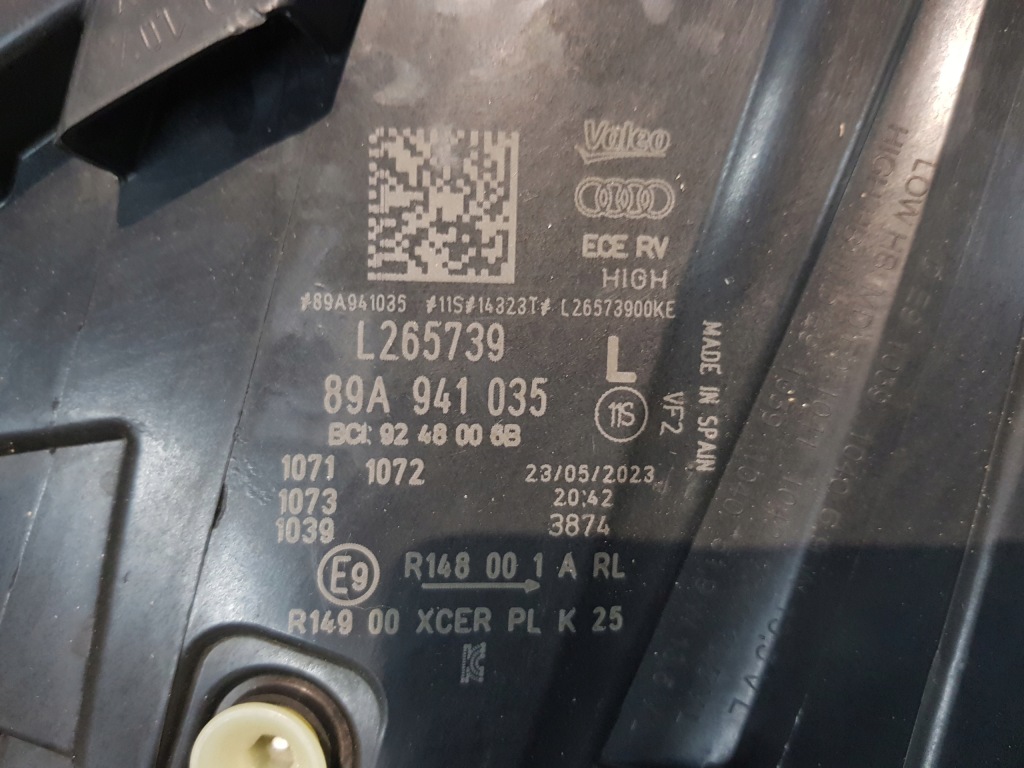 Valeo
ECE RV
HIGH
#89A941035 #11S#14323T# L26573900KE
L265739
L
89A 941 035
11S
BCI: 92 48 00 6B
VF2
MADE IN SPAIN
1071 1072
23/05/2023
1073
20:42
1039
3874
E9
R148 00 1 A RL
R149 00 XCER PL K 25
LOW HB
HIGH